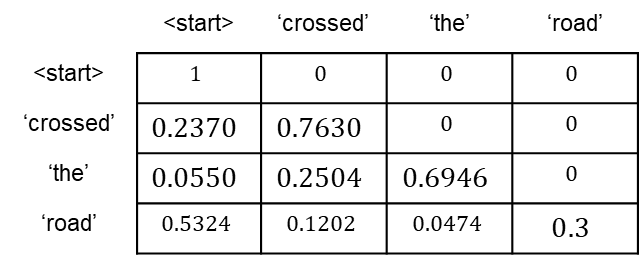 <start> ‘crossed’ ‘the’ ‘road’
<start> 1 0 0 0
‘crossed’ 0.2370 0.7630 0 0
‘the’ 0.0550 0.2504 0.6946 0
‘road’ 0.5324 0.1202 0.0474 0.3